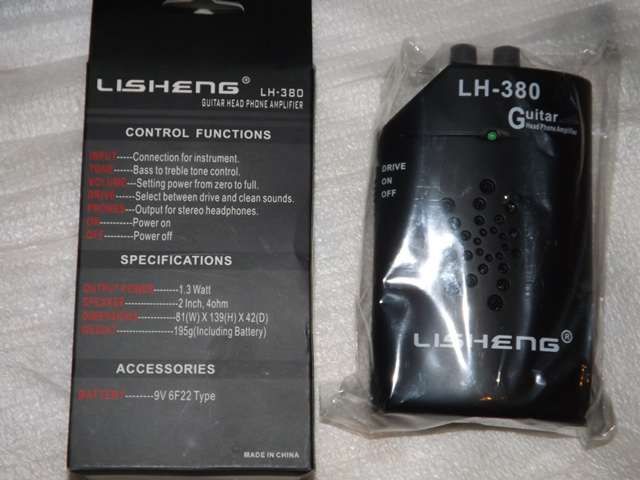 LISHENG®
LH-380
GUITAR HEAD PHONE AMPLIFIER
CONTROL FUNCTIONS
INPUT-----Connection for instrument.
TONE------Bass to treble tone control.
VOLUME---Setting power from zero to full.
DRIVE------Select between drive and clean sounds.
PHONES---Output for stereo headphones.
ON----------Power on
OFF---------Power off
SPECIFICATIONS
OUTPUT POWER--------1.3 Watt
SPEAKER-----------------2 Inch, 4ohm
DIMENSION------------81(W) X 139(H) X 42(D)
WEIGHT------------------195g(Including Battery)
ACCESSORIES
BATTERY--------9V 6F22 Type
MADE IN CHINA
LH-380
Guitar
Head Phone Amplifier
DRIVE
ON
OFF
LISHENG®